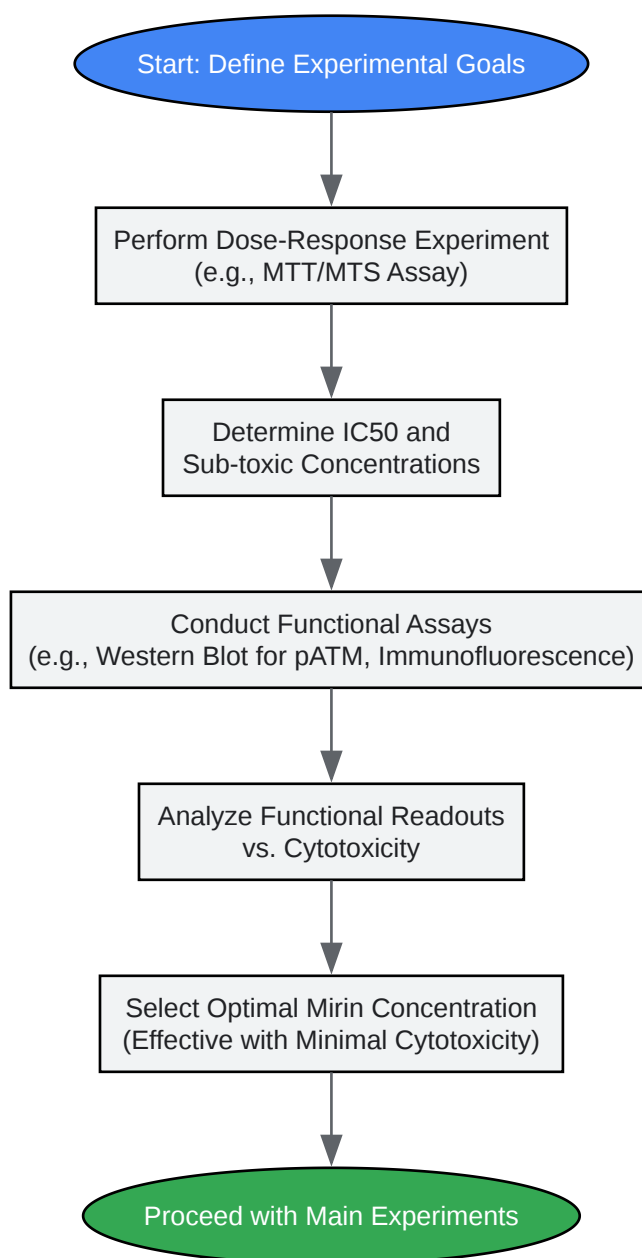 Start: Define Experimental Goals
Perform Dose-Response Experiment
(e.g., MTT/MTS Assay)
Determine IC50 and
Sub-toxic Concentrations
Conduct Functional Assays
(e.g., Western Blot for pATM, Immunofluorescence)
Analyze Functional Readouts
vs. Cytotoxicity
Select Optimal Mirin Concentration
(Effective with Minimal Cytotoxicity)
Proceed with Main Experiments